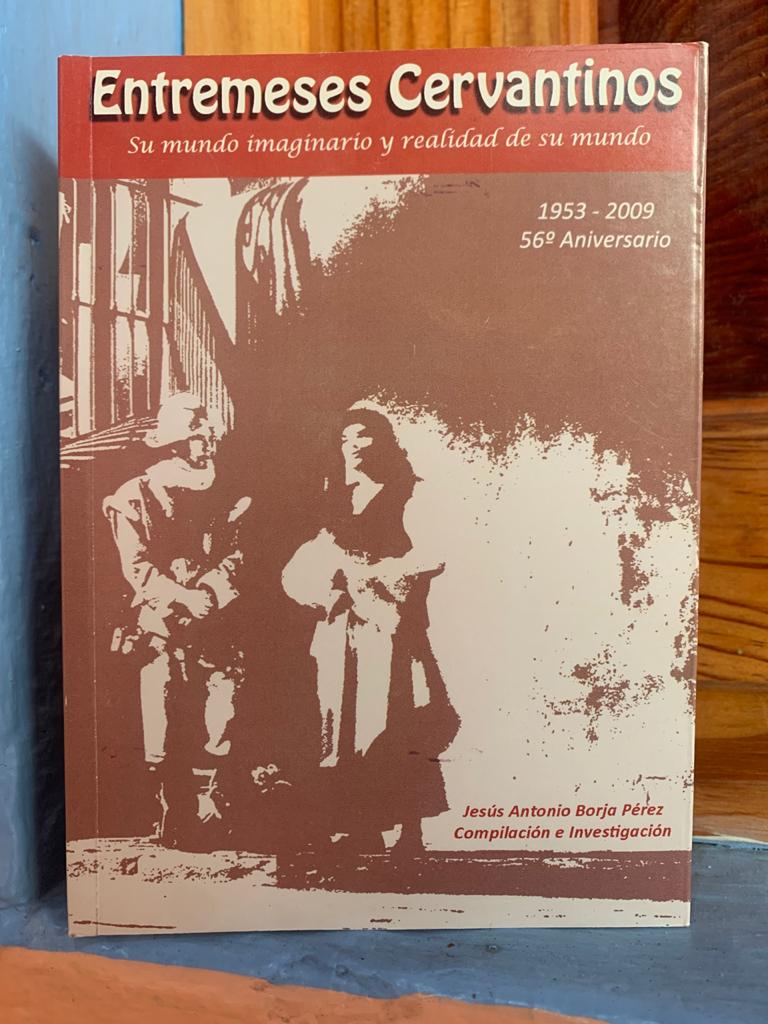 Entremeses Cervantinos
Su mundo imaginario y realidad de su mundo
1953 - 2009
56º Aniversario
Jesús Antonio Borja Pérez
Compilación e Investigación